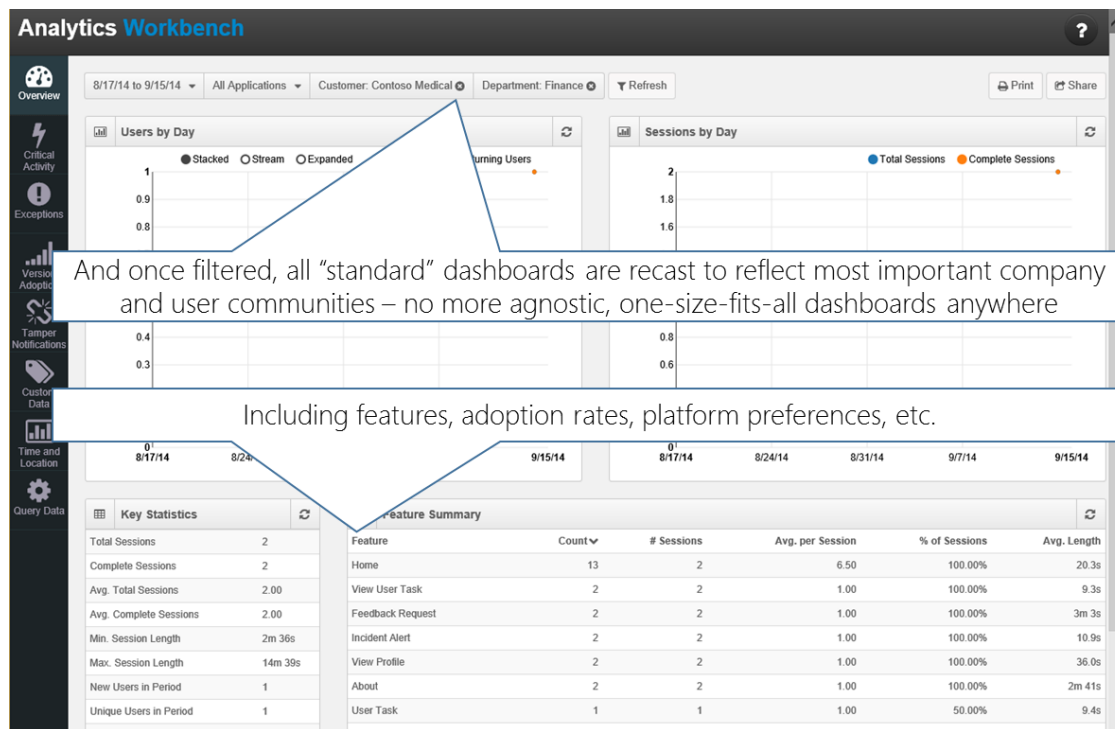 Analytics Workbench
?
Overview
8/17/14 to 9/15/14
All Applications
Customer: Contoso Medical
Department: Finance
Refresh
Print
Share
Critical
Activity
Exceptions
Version
Adoption
Tamper
Notifications
Custom
Data
Time and
Location
Query Data
Users by Day
Stacked Stream Expanded
Users
1
0.9
0.8
Sessions by Day
Total Sessions Complete Sessions
2
1.8
1.6
And once filtered, all “standard” dashboards are recast to reflect most important company
and user communities – no more agnostic, one-size-fits-all dashboards anywhere
0.4
0.3
0.8
0.6
Including features, adoption rates, platform preferences, etc.
0
8/17/14 9/15/14
0
8/17/14 8/24/14 8/31/14 9/7/14 9/15/14
Key Statistics
Total Sessions 2
Complete Sessions 2
Avg. Total Sessions 2.00
Avg. Complete Sessions 2.00
Min. Session Length 2m 36s
Max. Session Length 14m 39s
New Users in Period 1
Unique Users in Period 1
Feature Summary
Feature Count # Sessions Avg. per Session % of Sessions Avg. Length
Home 13 2 6.50 100.00% 20.3s
View User Task 2 2 1.00 100.00% 9.3s
Feedback Request 2 2 1.00 100.00% 3m 3s
Incident Alert 2 2 1.00 100.00% 10.9s
View Profile 2 2 1.00 100.00% 36.0s
About 2 2 1.00 100.00% 2m 41s
User Task 1 1 1.00 50.00% 9.4s